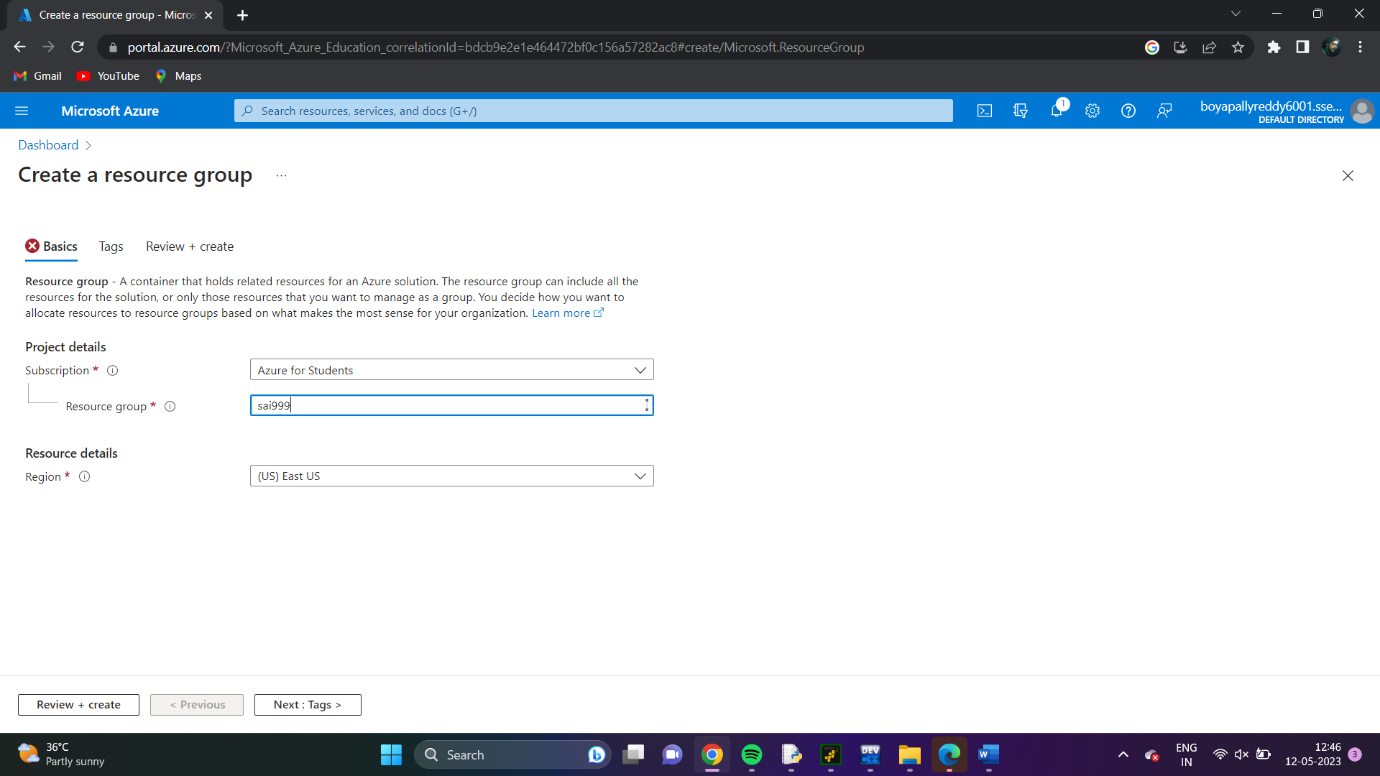 Create a resource group - Micros
portal.azure.com/?Microsoft_Azure_Education_correlationId=bdcb9e2e1e464472bf0c156a57282ac8#create/Microsoft.ResourceGroup
Gmail YouTube Maps
Microsoft Azure
Search resources, services, and docs (G+/)
1
boyapallyreddy6001.sse...
DEFAULT DIRECTORY
Dashboard >
Create a resource group ...
Basics Tags Review + create
Resource group - A container that holds related resources for an Azure solution. The resource group can include all the
resources for the solution, or only those resources that you want to manage as a group. You decide how you want to
allocate resources to resource groups based on what makes the most sense for your organization. Learn more
Project details
Subscription * Azure for Students
Resource group * sai999
Resource details
Region * (US) East US
Review + create < Previous Next : Tags >
36°C
Partly sunny
Search
DEV
ENG
IN
12:46
12-05-2023
3